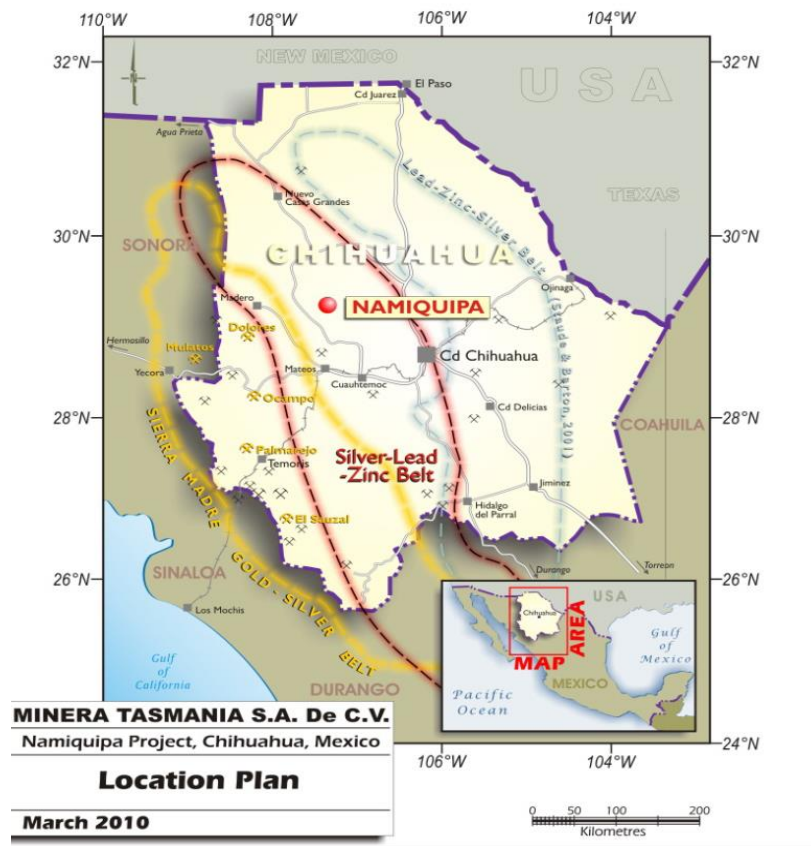 110°W
108°W
106°W
104°W
32°N
32°N
NEW MEXICO
USA
El Paso
Cd Juarez
Agua Prieta
TEXAS
Nuevo
Casas Grandes
Lead-Zinc-Silver Belt
(Staude & Barton, 2001)
30°N
30°N
SONORA
CHIHUAHUA
Ojinaga
Madero
NAMIQUIPA
Dolores
Hermosillo
Mulatos
Yecora
Mateos
Cuauhtemoc
Cd Chihuahua
Ocampo
Cd Delicias
28°N
28°N
COAHUILA
SIERRA MADRE GOLD-SILVER BELT
Palmarejo
Temoris
Silver-Lead
-Zinc Belt
El Sauzal
Jiminez
Hidalgo
del Parral
SINALOA
Durango
Torreon
26°N
26°N
Los Mochis
Gulf
of
California
DURANGO
USA
Chihuahua
MAP
AREA
Gulf
of
Mexico
MEXICO
Pacific
Ocean
MINERA TASMANIA S.A. De C.V.
Namiquipa Project, Chihuahua, Mexico
Location Plan
March 2010
106°W
104°W
24°N
0 50 100 200
Kilometres